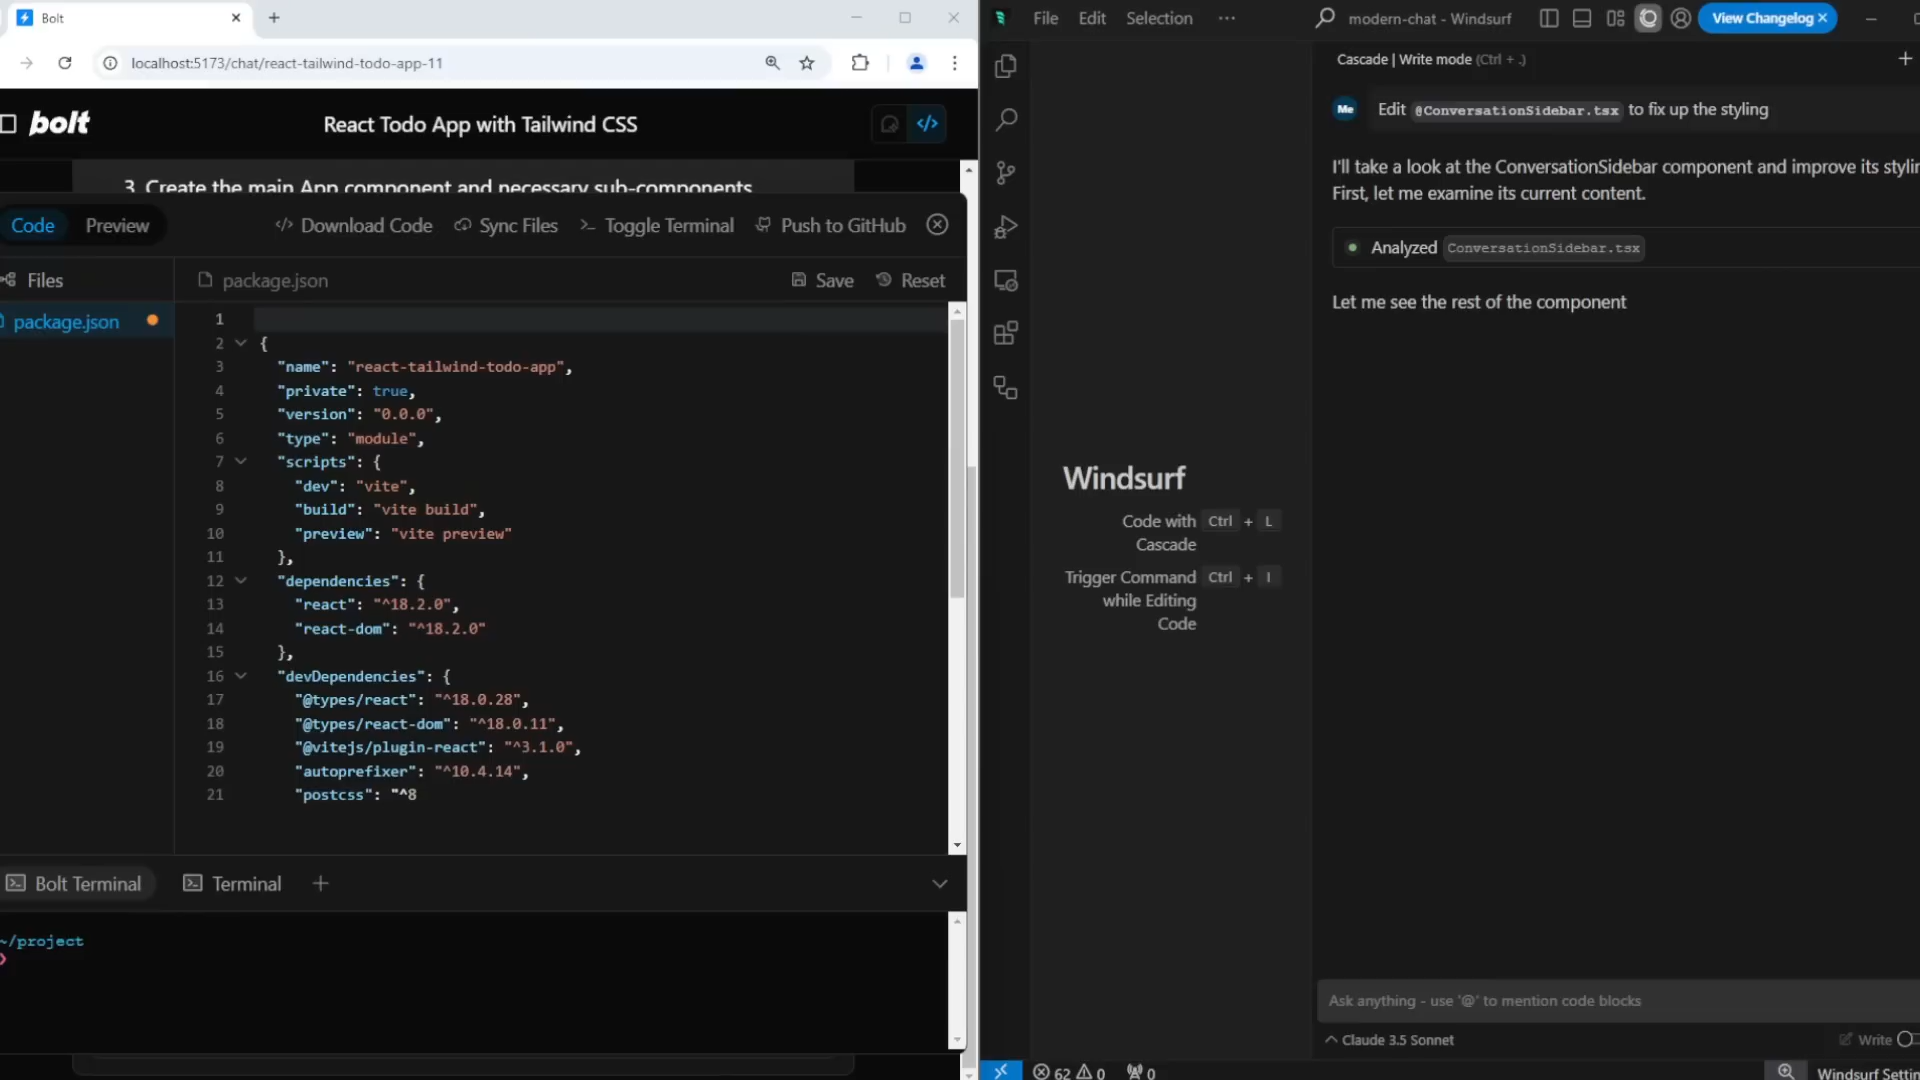 Bolt
localhost:5173/chat/react-tailwind-todo-app-11
bolt
React Todo App with Tailwind CSS
3. Create the main App component and necessary sub-components
Code
Preview
Download Code
Sync Files
Toggle Terminal
Push to GitHub
Files
package.json
Save
Reset
package.json
1
2 {
3 "name": "react-tailwind-todo-app",
4 "private": true,
5 "version": "0.0.0",
6 "type": "module",
7 "scripts": {
8 "dev": "vite",
9 "build": "vite build",
10 "preview": "vite preview"
11 },
12 "dependencies": {
13 "react": "^18.2.0",
14 "react-dom": "^18.2.0"
15 },
16 "devDependencies": {
17 "@types/react": "^18.0.28",
18 "@types/react-dom": "^18.0.11",
19 "@vitejs/plugin-react": "^3.1.0",
20 "autoprefixer": "^10.4.14",
21 "postcss": "^8
Bolt Terminal
Terminal
~/project
❯
File Edit Selection ···
modern-chat - Windsurf
View Changelog ×
Cascade | Write mode (Ctrl + .)
Me
Edit @ConversationSidebar.tsx to fix up the styling
I'll take a look at the ConversationSidebar component and improve its stylin
First, let me examine its current content.
Analyzed ConversationSidebar.tsx
Let me see the rest of the component
Windsurf
Code with Ctrl + L
Cascade
Trigger Command Ctrl + I
while Editing
Code
Ask anything - use '@' to mention code blocks
Claude 3.5 Sonnet
Write
62 0 0
Windsurf Settin